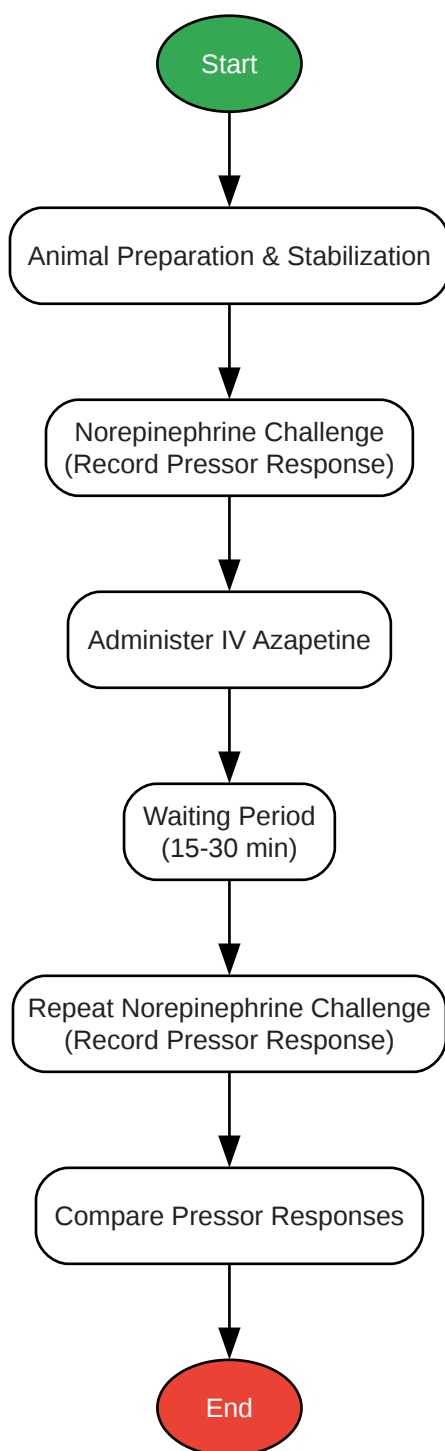 Start
Animal Preparation & Stabilization
Norepinephrine Challenge
(Record Pressor Response)
Administer IV Azapetine
Waiting Period
(15-30 min)
Repeat Norepinephrine Challenge
(Record Pressor Response)
Compare Pressor Responses
End